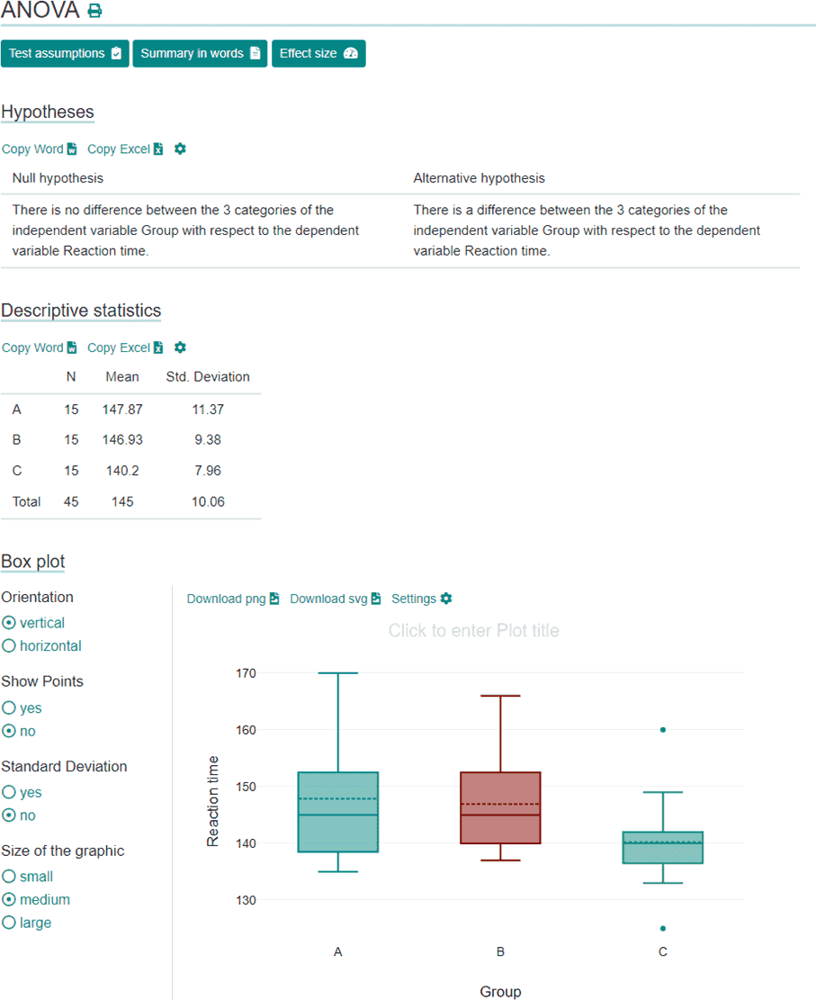 ANOVA
Test assumptions Summary in words Effect size
Hypotheses
Copy Word Copy Excel
Null hypothesis Alternative hypothesis
There is no difference between the 3 categories of the There is a difference between the 3 categories of the
independent variable Group with respect to the dependent independent variable Group with respect to the dependent
variable Reaction time. variable Reaction time.
Descriptive statistics
Copy Word Copy Excel
N Mean Std. Deviation
A 15 147.87 11.37
B 15 146.93 9.38
C 15 140.2 7.96
Total 45 145 10.06
Box plot
Orientation
vertical
horizontal
Show Points
yes
no
Standard Deviation
yes
no
Size of the graphic
small
medium
large
Download png Download svg Settings
Click to enter Plot title
170
160
150
140
130
Reaction time
A B C
Group